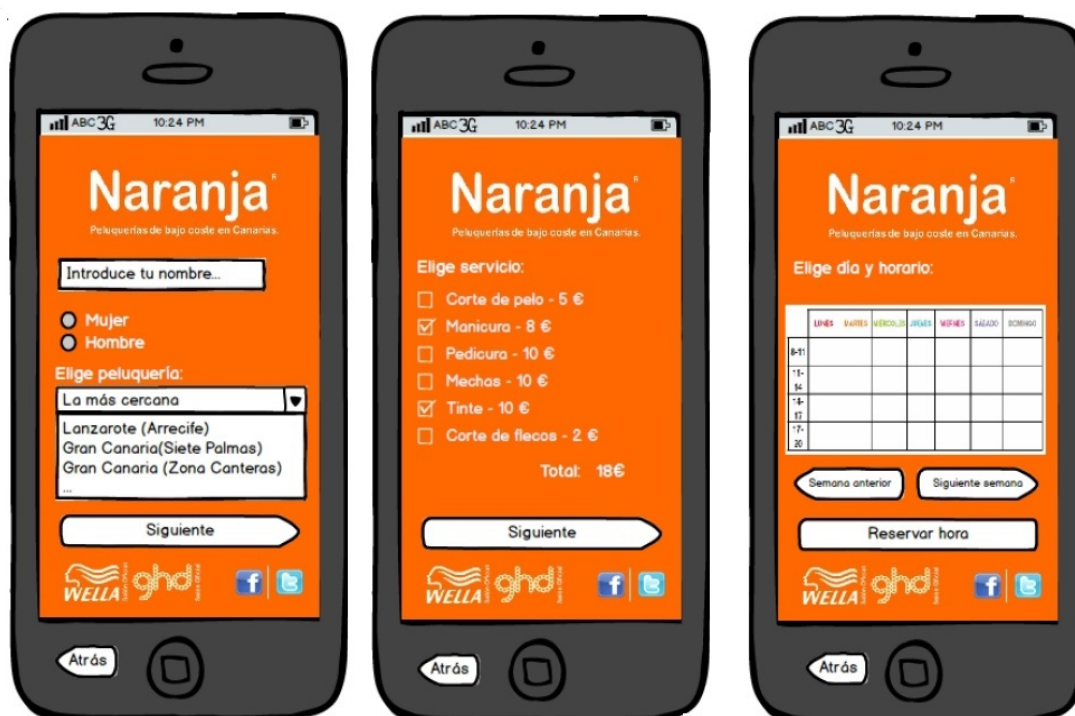 ABC 3G 10:24 PM
Naranja
Peluquerías de bajo coste en Canarias.
Introduce tu nombre...
Mujer
Hombre
Elige peluquería:
La más cercana
Lanzarote (Arrecife)
Gran Canaria(Siete Palmas)
Gran Canaria (Zona Canteras)
...
Siguiente
WELLA ghd f t
Atrás
ABC 3G 10:24 PM
Naranja
Peluquerías de bajo coste en Canarias.
Elige servicio:
Corte de pelo - 5 €
Manicura - 8 €
Pedicura - 10 €
Mechas - 10 €
Tinte - 10 €
Corte de flecos - 2 €
Total: 18€
Siguiente
WELLA ghd f t
Atrás
ABC 3G 10:24 PM
Naranja
Peluquerías de bajo coste en Canarias.
Elige día y horario:
LUNES MARTES MIÉRCOLES JUEVES VIERNES SÁBADO DOMINGO
8-11
11-
14
14-
17
17-
20
Semana anterior Siguiente semana
Reservar hora
WELLA ghd f t
Atrás